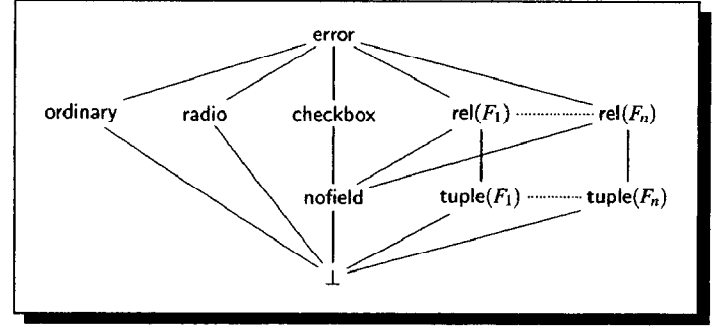 error
ordinary radio checkbox rel(F₁) rel(Fₙ)
nofield tuple(F₁) tuple(Fₙ)
⊥